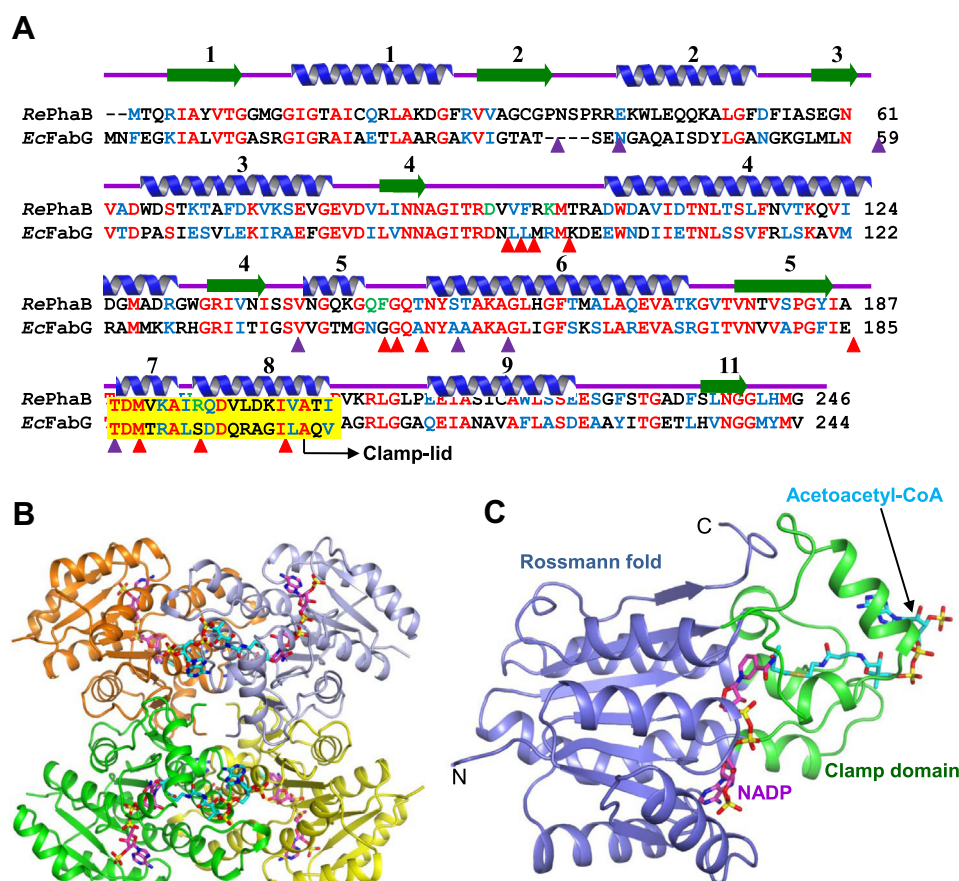 A
1 1 2 2 3
RePhaB --MTQRIAYVTGGMGGIGTAICQRLAKDGFRVVAGCGPNSPRREKWLEQQKALGFDFIASEGN 61
EcFabG MNFEGKIALVTGASRGIGRAIAETLAARGAKVIGTAT----SENGAQAISDYLGANGKGLMLN 59
3 4 4
RePhaB VADWDSTKTAFDKVKSEVGEVDVLINNAGITRDVVFRKMTRADWDAVIDTNLTSLFNVTKQVI 124
EcFabG VTDPASIESVLEKIRAEFGEVDILVNNAGITRDNLLMRMKDEEWNDIIETNLSSVFRLSKAVM 122
4 5 6 5
RePhaB DGMADRGWGRIVNISSVNGQKGQFGQTNYSTAKAGLHGFTMALAQEVATKGVTVNTVSPGYIA 187
EcFabG RAMMKKRHGRIITIGSVVGTMGNGGQANYAAAKAGLIGFSKSLAREVASRGITVNVVAPGFIE 185
7 8 9 11
RePhaB TDMVKAIRQDVLDKIVATI VKRLGLPEEIASICAWLSSEESGFSTGADFSLNGGLHMG 246
EcFabG TDMTRALSDDQRAGILAQV AGRLGGAQEIANAVAFLASDEAAYITGETLHVNGGMYMV 244
Clamp-lid
B
C
Acetoacetyl-CoA
C
Rossmann fold
N
NADP
Clamp domain